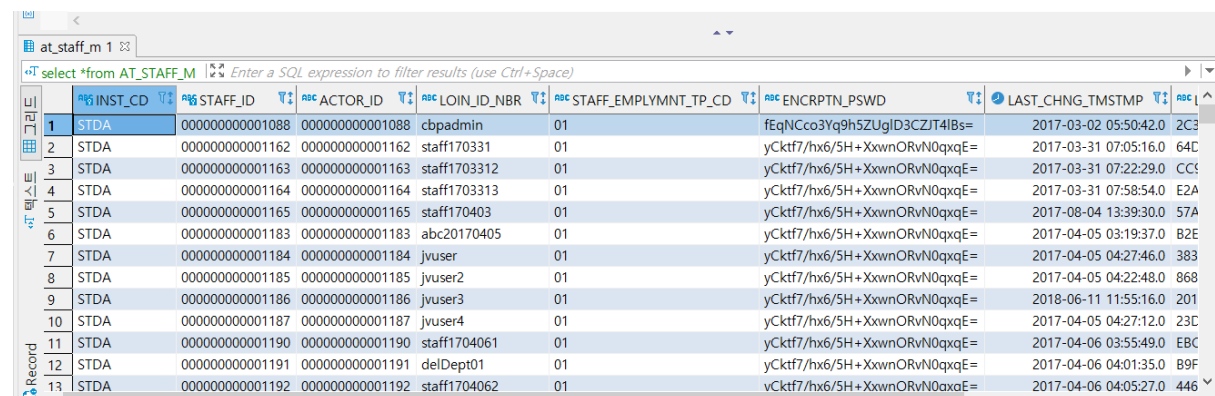 at_staff_m 1
select *from AT_STAFF_M Enter a SQL expression to filter results (use Ctrl+Space)
그리드
텍스트
Record
INST_CD STAFF_ID ACTOR_ID LOIN_ID_NBR STAFF_EMPLYMNT_TP_CD ENCRPTN_PSWD LAST_CHNG_TMSTMP
1 STDA 000000000001088 000000000001088 cbpadmin 01 fEqNCco3Yq9h5ZUglD3CZJT4lBs= 2017-03-02 05:50:42.0 2C3
2 STDA 000000000001162 000000000001162 staff170331 01 yCktf7/hx6/5H+XxwnORvN0qxqE= 2017-03-31 07:05:16.0 64D
3 STDA 000000000001163 000000000001163 staff1703312 01 yCktf7/hx6/5H+XxwnORvN0qxqE= 2017-03-31 07:22:29.0 CC9
4 STDA 000000000001164 000000000001164 staff1703313 01 yCktf7/hx6/5H+XxwnORvN0qxqE= 2017-03-31 07:58:54.0 E2A
5 STDA 000000000001165 000000000001165 staff170403 01 yCktf7/hx6/5H+XxwnORvN0qxqE= 2017-08-04 13:39:30.0 57A
6 STDA 000000000001183 000000000001183 abc20170405 01 yCktf7/hx6/5H+XxwnORvN0qxqE= 2017-04-05 03:19:37.0 B2E
7 STDA 000000000001184 000000000001184 jvuser 01 yCktf7/hx6/5H+XxwnORvN0qxqE= 2017-04-05 04:27:46.0 383
8 STDA 000000000001185 000000000001185 jvuser2 01 yCktf7/hx6/5H+XxwnORvN0qxqE= 2017-04-05 04:22:48.0 868
9 STDA 000000000001186 000000000001186 jvuser3 01 yCktf7/hx6/5H+XxwnORvN0qxqE= 2018-06-11 11:55:16.0 201
10 STDA 000000000001187 000000000001187 jvuser4 01 yCktf7/hx6/5H+XxwnORvN0qxqE= 2017-04-05 04:27:12.0 23D
11 STDA 000000000001190 000000000001190 staff1704061 01 yCktf7/hx6/5H+XxwnORvN0qxqE= 2017-04-06 03:55:49.0 EBC
12 STDA 000000000001191 000000000001191 delDept01 01 yCktf7/hx6/5H+XxwnORvN0qxqE= 2017-04-06 04:01:35.0 B9F
13 STDA 000000000001192 000000000001192 staff1704062 01 yCktf7/hx6/5H+XxwnORvN0qxqE= 2017-04-06 04:05:27.0 446